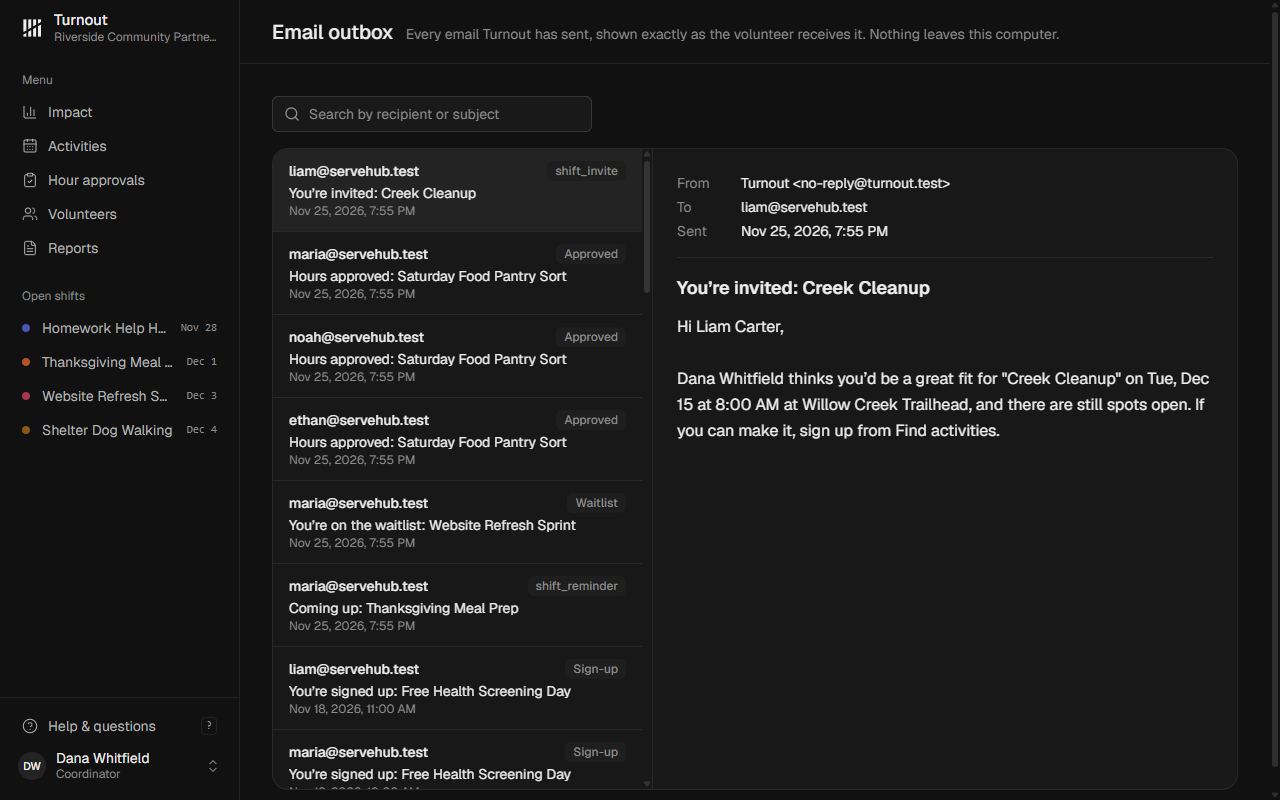 Turnout
Riverside Community Partne...
Menu
Impact
Activities
Hour approvals
Volunteers
Reports
Open shifts
Homework Help H... Nov 28
Thanksgiving Meal ... Dec 1
Website Refresh S... Dec 3
Shelter Dog Walking Dec 4
Help & questions ?
DW
Dana Whitfield
Coordinator
Email outbox Every email Turnout has sent, shown exactly as the volunteer receives it. Nothing leaves this computer.
Search by recipient or subject
liam@servehub.test shift_invite
You’re invited: Creek Cleanup
Nov 25, 2026, 7:55 PM
maria@servehub.test Approved
Hours approved: Saturday Food Pantry Sort
Nov 25, 2026, 7:55 PM
noah@servehub.test Approved
Hours approved: Saturday Food Pantry Sort
Nov 25, 2026, 7:55 PM
ethan@servehub.test Approved
Hours approved: Saturday Food Pantry Sort
Nov 25, 2026, 7:55 PM
maria@servehub.test Waitlist
You’re on the waitlist: Website Refresh Sprint
Nov 25, 2026, 7:55 PM
maria@servehub.test shift_reminder
Coming up: Thanksgiving Meal Prep
Nov 25, 2026, 7:55 PM
liam@servehub.test Sign-up
You’re signed up: Free Health Screening Day
Nov 18, 2026, 11:00 AM
maria@servehub.test Sign-up
You’re signed up: Free Health Screening Day
From Turnout <no-reply@turnout.test>
To liam@servehub.test
Sent Nov 25, 2026, 7:55 PM
You’re invited: Creek Cleanup
Hi Liam Carter,
Dana Whitfield thinks you’d be a great fit for "Creek Cleanup" on Tue, Dec
15 at 8:00 AM at Willow Creek Trailhead, and there are still spots open. If
you can make it, sign up from Find activities.